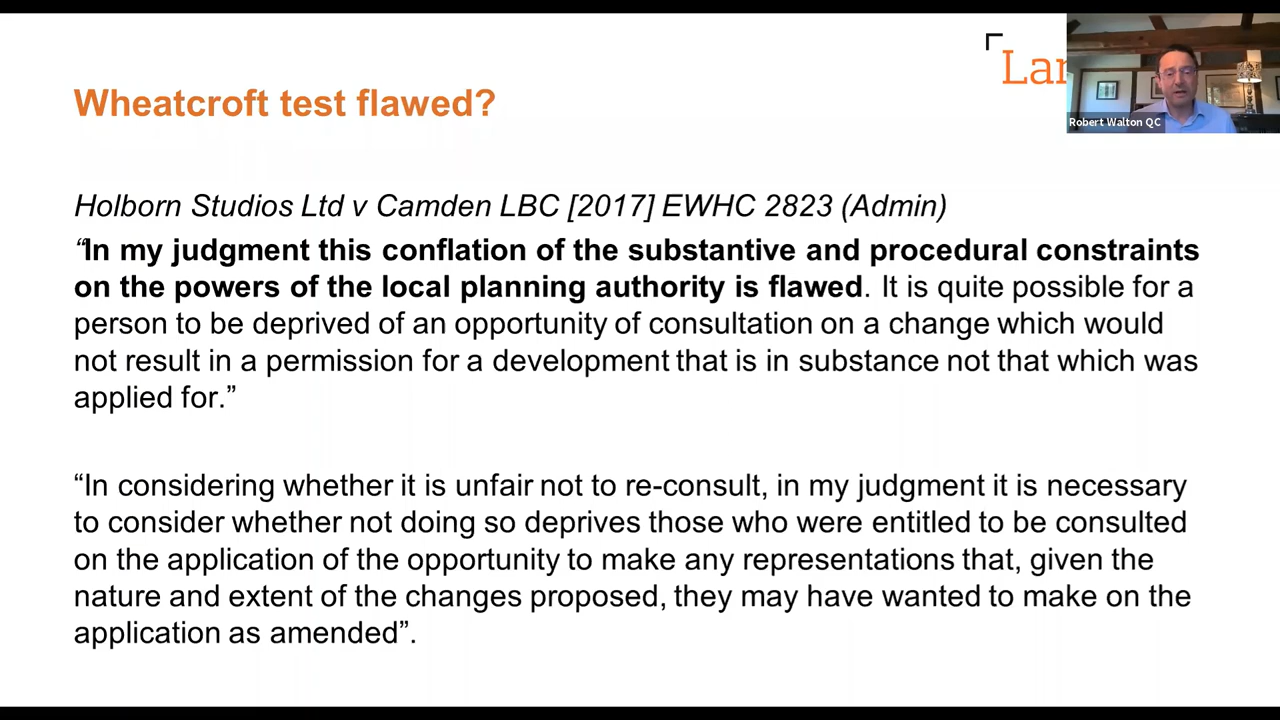 Wheatcroft test flawed?
Lan
Robert Walton QC
Holborn Studios Ltd v Camden LBC [2017] EWHC 2823 (Admin)
“In my judgment this conflation of the substantive and procedural constraints
on the powers of the local planning authority is flawed. It is quite possible for a
person to be deprived of an opportunity of consultation on a change which would
not result in a permission for a development that is in substance not that which was
applied for.”
“In considering whether it is unfair not to re-consult, in my judgment it is necessary
to consider whether not doing so deprives those who were entitled to be consulted
on the application of the opportunity to make any representations that, given the
nature and extent of the changes proposed, they may have wanted to make on the
application as amended”.